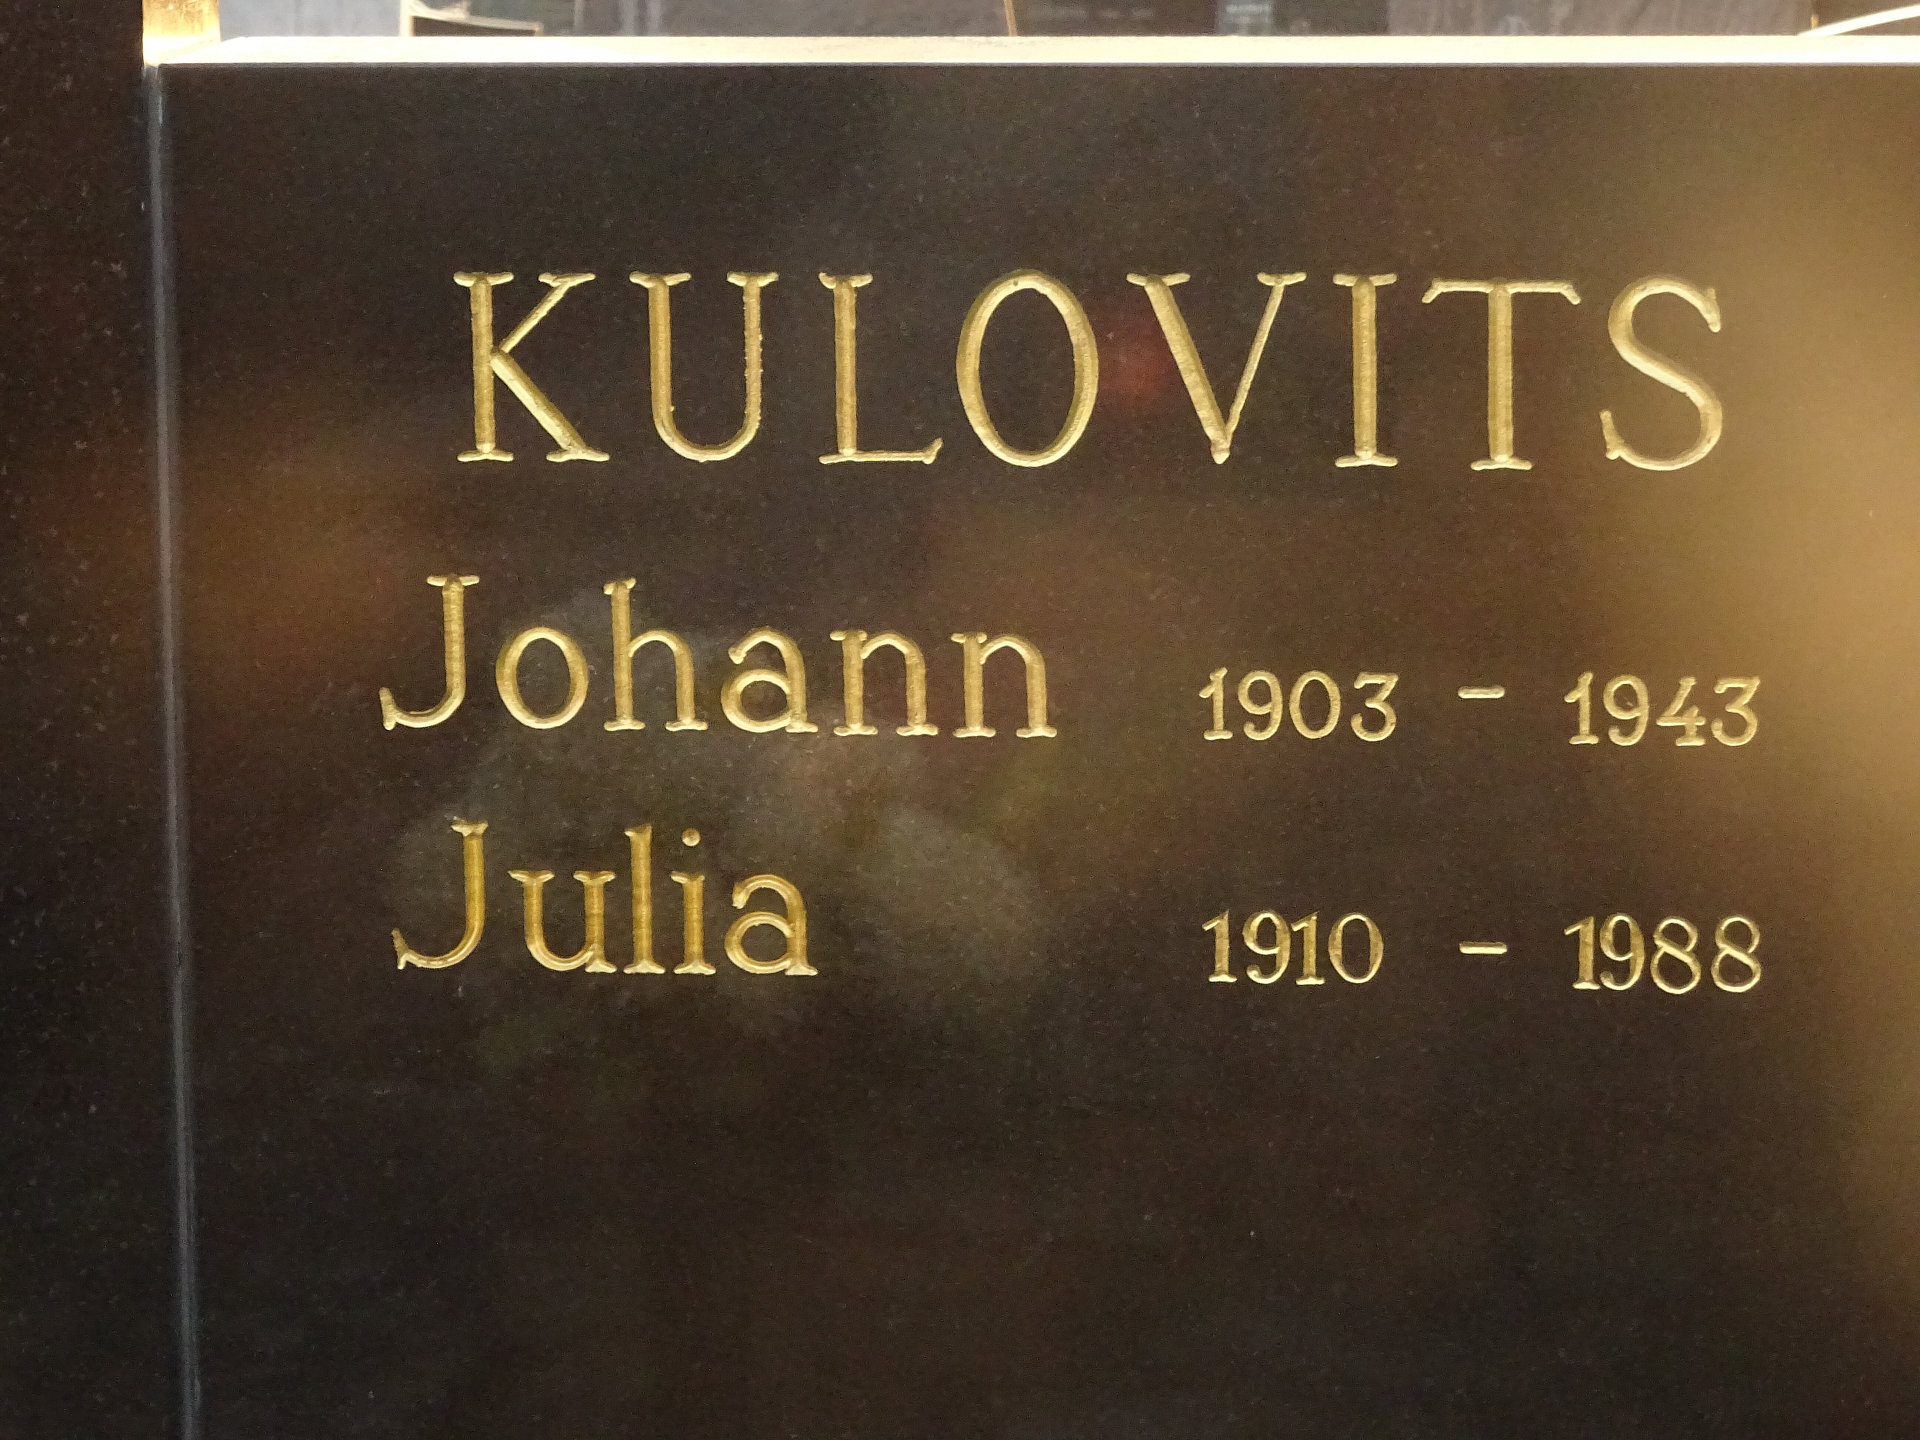 KULOVITS
Johann 1903 - 1943
Julia 1910 - 1988